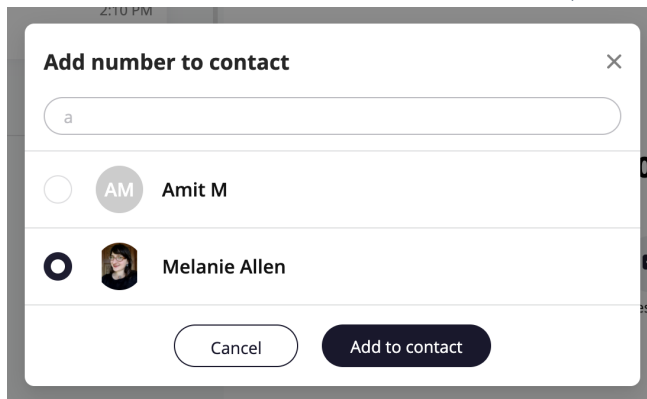 2:10 PM
Add number to contact
a
AM
Amit M
Melanie Allen
Cancel
Add to contact